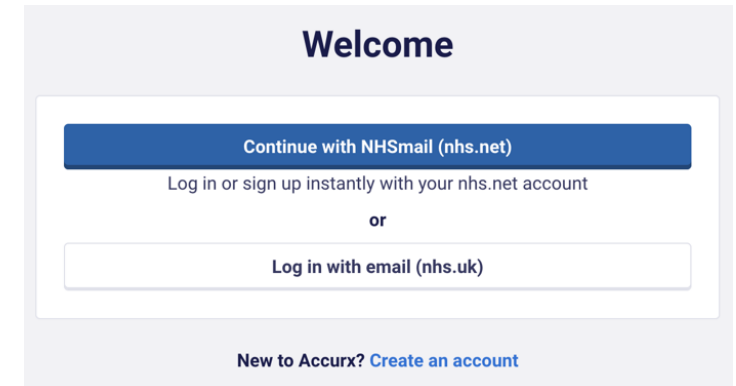 Welcome
Continue with NHSmail (nhs.net)
Log in or sign up instantly with your nhs.net account
or
Log in with email (nhs.uk)
New to Accurx? Create an account